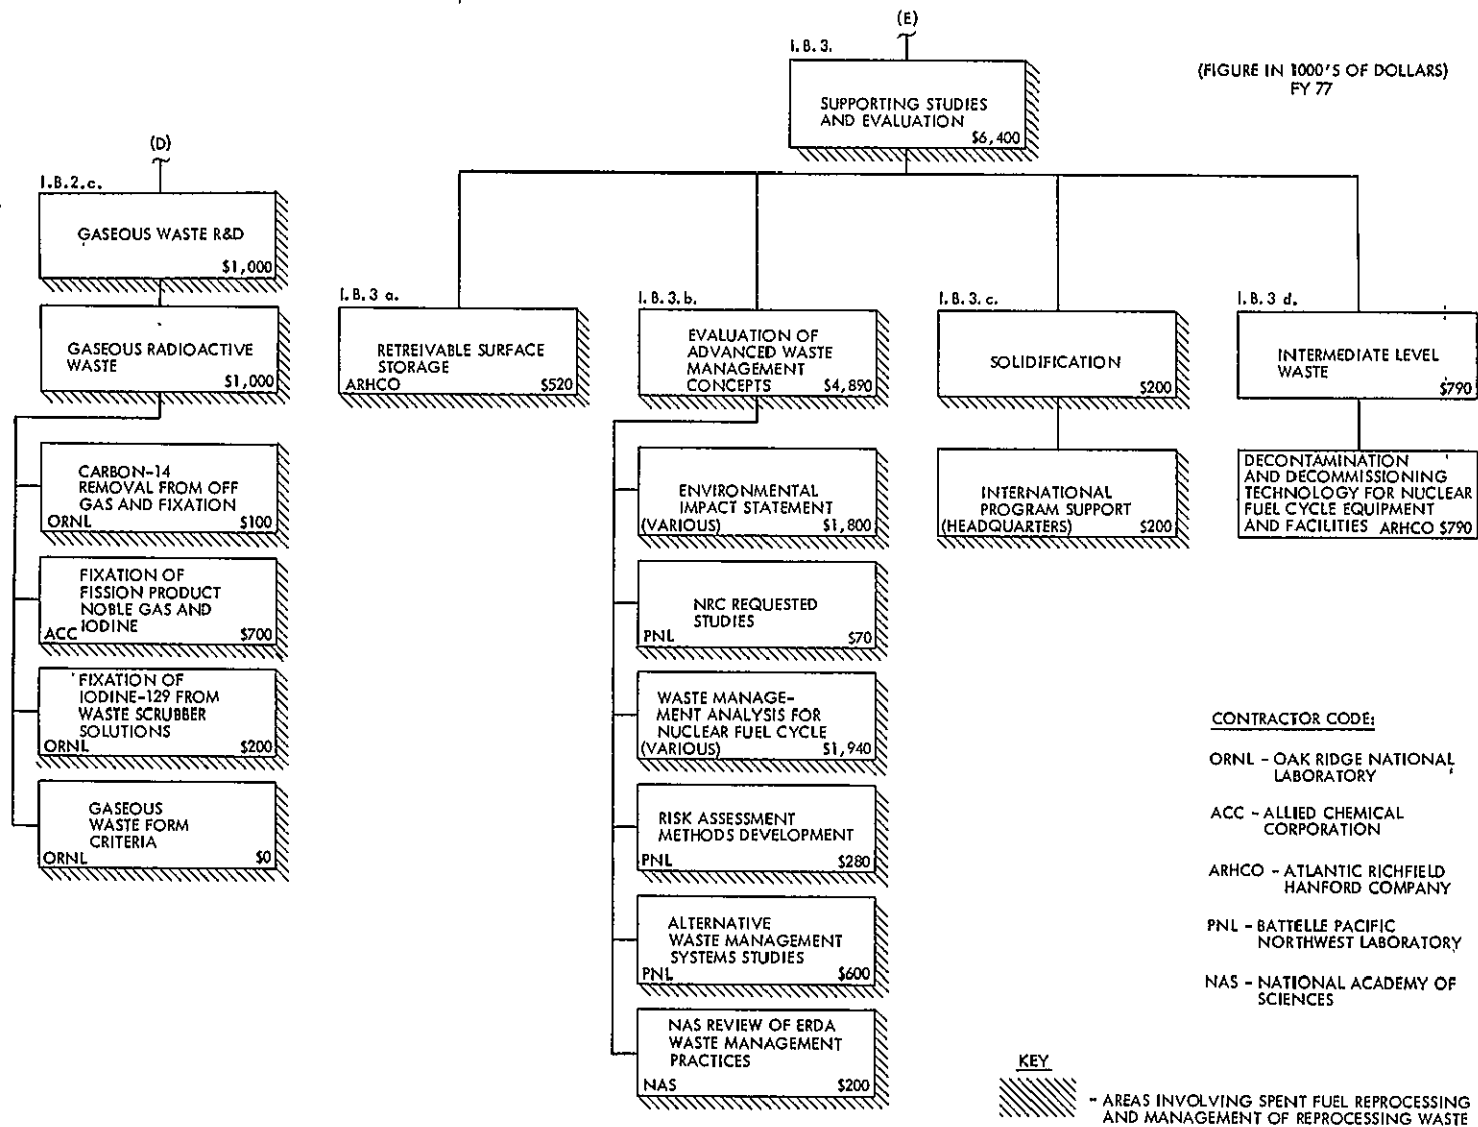 (E)
I.B.3.
(FIGURE IN 1000'S OF DOLLARS)
FY 77
SUPPORTING STUDIES
AND EVALUATION
$6,400
(D)
I.B.2.c.
GASEOUS WASTE R&D
$1,000
GASEOUS RADIOACTIVE
WASTE
$1,000
CARBON-14
REMOVAL FROM OFF
GAS AND FIXATION
ORNL $100
FIXATION OF
FISSION PRODUCT
NOBLE GAS AND
IODINE
ACC $700
FIXATION OF
IODINE-129 FROM
WASTE SCRUBBER
SOLUTIONS
ORNL $200
GASEOUS
WASTE FORM
CRITERIA
ORNL $0
I.B.3 a.
RETREIVABLE SURFACE
STORAGE
ARHCO $520
I.B.3.b.
EVALUATION OF
ADVANCED WASTE
MANAGEMENT
CONCEPTS $4,890
ENVIRONMENTAL
IMPACT STATEMENT
(VARIOUS) $1,800
NRC REQUESTED
STUDIES
PNL $70
WASTE MANAGE-
MENT ANALYSIS FOR
NUCLEAR FUEL CYCLE
(VARIOUS) $1,940
RISK ASSESSMENT
METHODS DEVELOPMENT
PNL $280
ALTERNATIVE
WASTE MANAGEMENT
SYSTEMS STUDIES
PNL $600
NAS REVIEW OF ERDA
WASTE MANAGEMENT
PRACTICES
NAS $200
I.B.3.c.
SOLIDIFICATION
$200
INTERNATIONAL
PROGRAM SUPPORT
(HEADQUARTERS) $200
I.B.3 d.
INTERMEDIATE LEVEL
WASTE
$790
DECONTAMINATION
AND DECOMMISSIONING
TECHNOLOGY FOR NUCLEAR
FUEL CYCLE EQUIPMENT
AND FACILITIES ARHCO $790
CONTRACTOR CODE:
ORNL - OAK RIDGE NATIONAL
LABORATORY
ACC - ALLIED CHEMICAL
CORPORATION
ARHCO - ATLANTIC RICHFIELD
HANFORD COMPANY
PNL - BATTELLE PACIFIC
NORTHWEST LABORATORY
NAS - NATIONAL ACADEMY OF
SCIENCES
KEY
- AREAS INVOLVING SPENT FUEL REPROCESSING
AND MANAGEMENT OF REPROCESSING WASTE